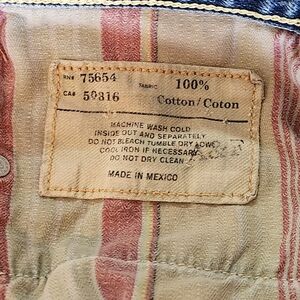 RN# 75654 FABRIC 100%
CA# 59316 Cotton/Coton
MACHINE WASH COLD
INSIDE OUT AND SEPARATELY
DO NOT BLEACH TUMBLE DRY LOW
COOL IRON IF NECESSARY
DO NOT DRY CLEAN
MADE IN MEXICO